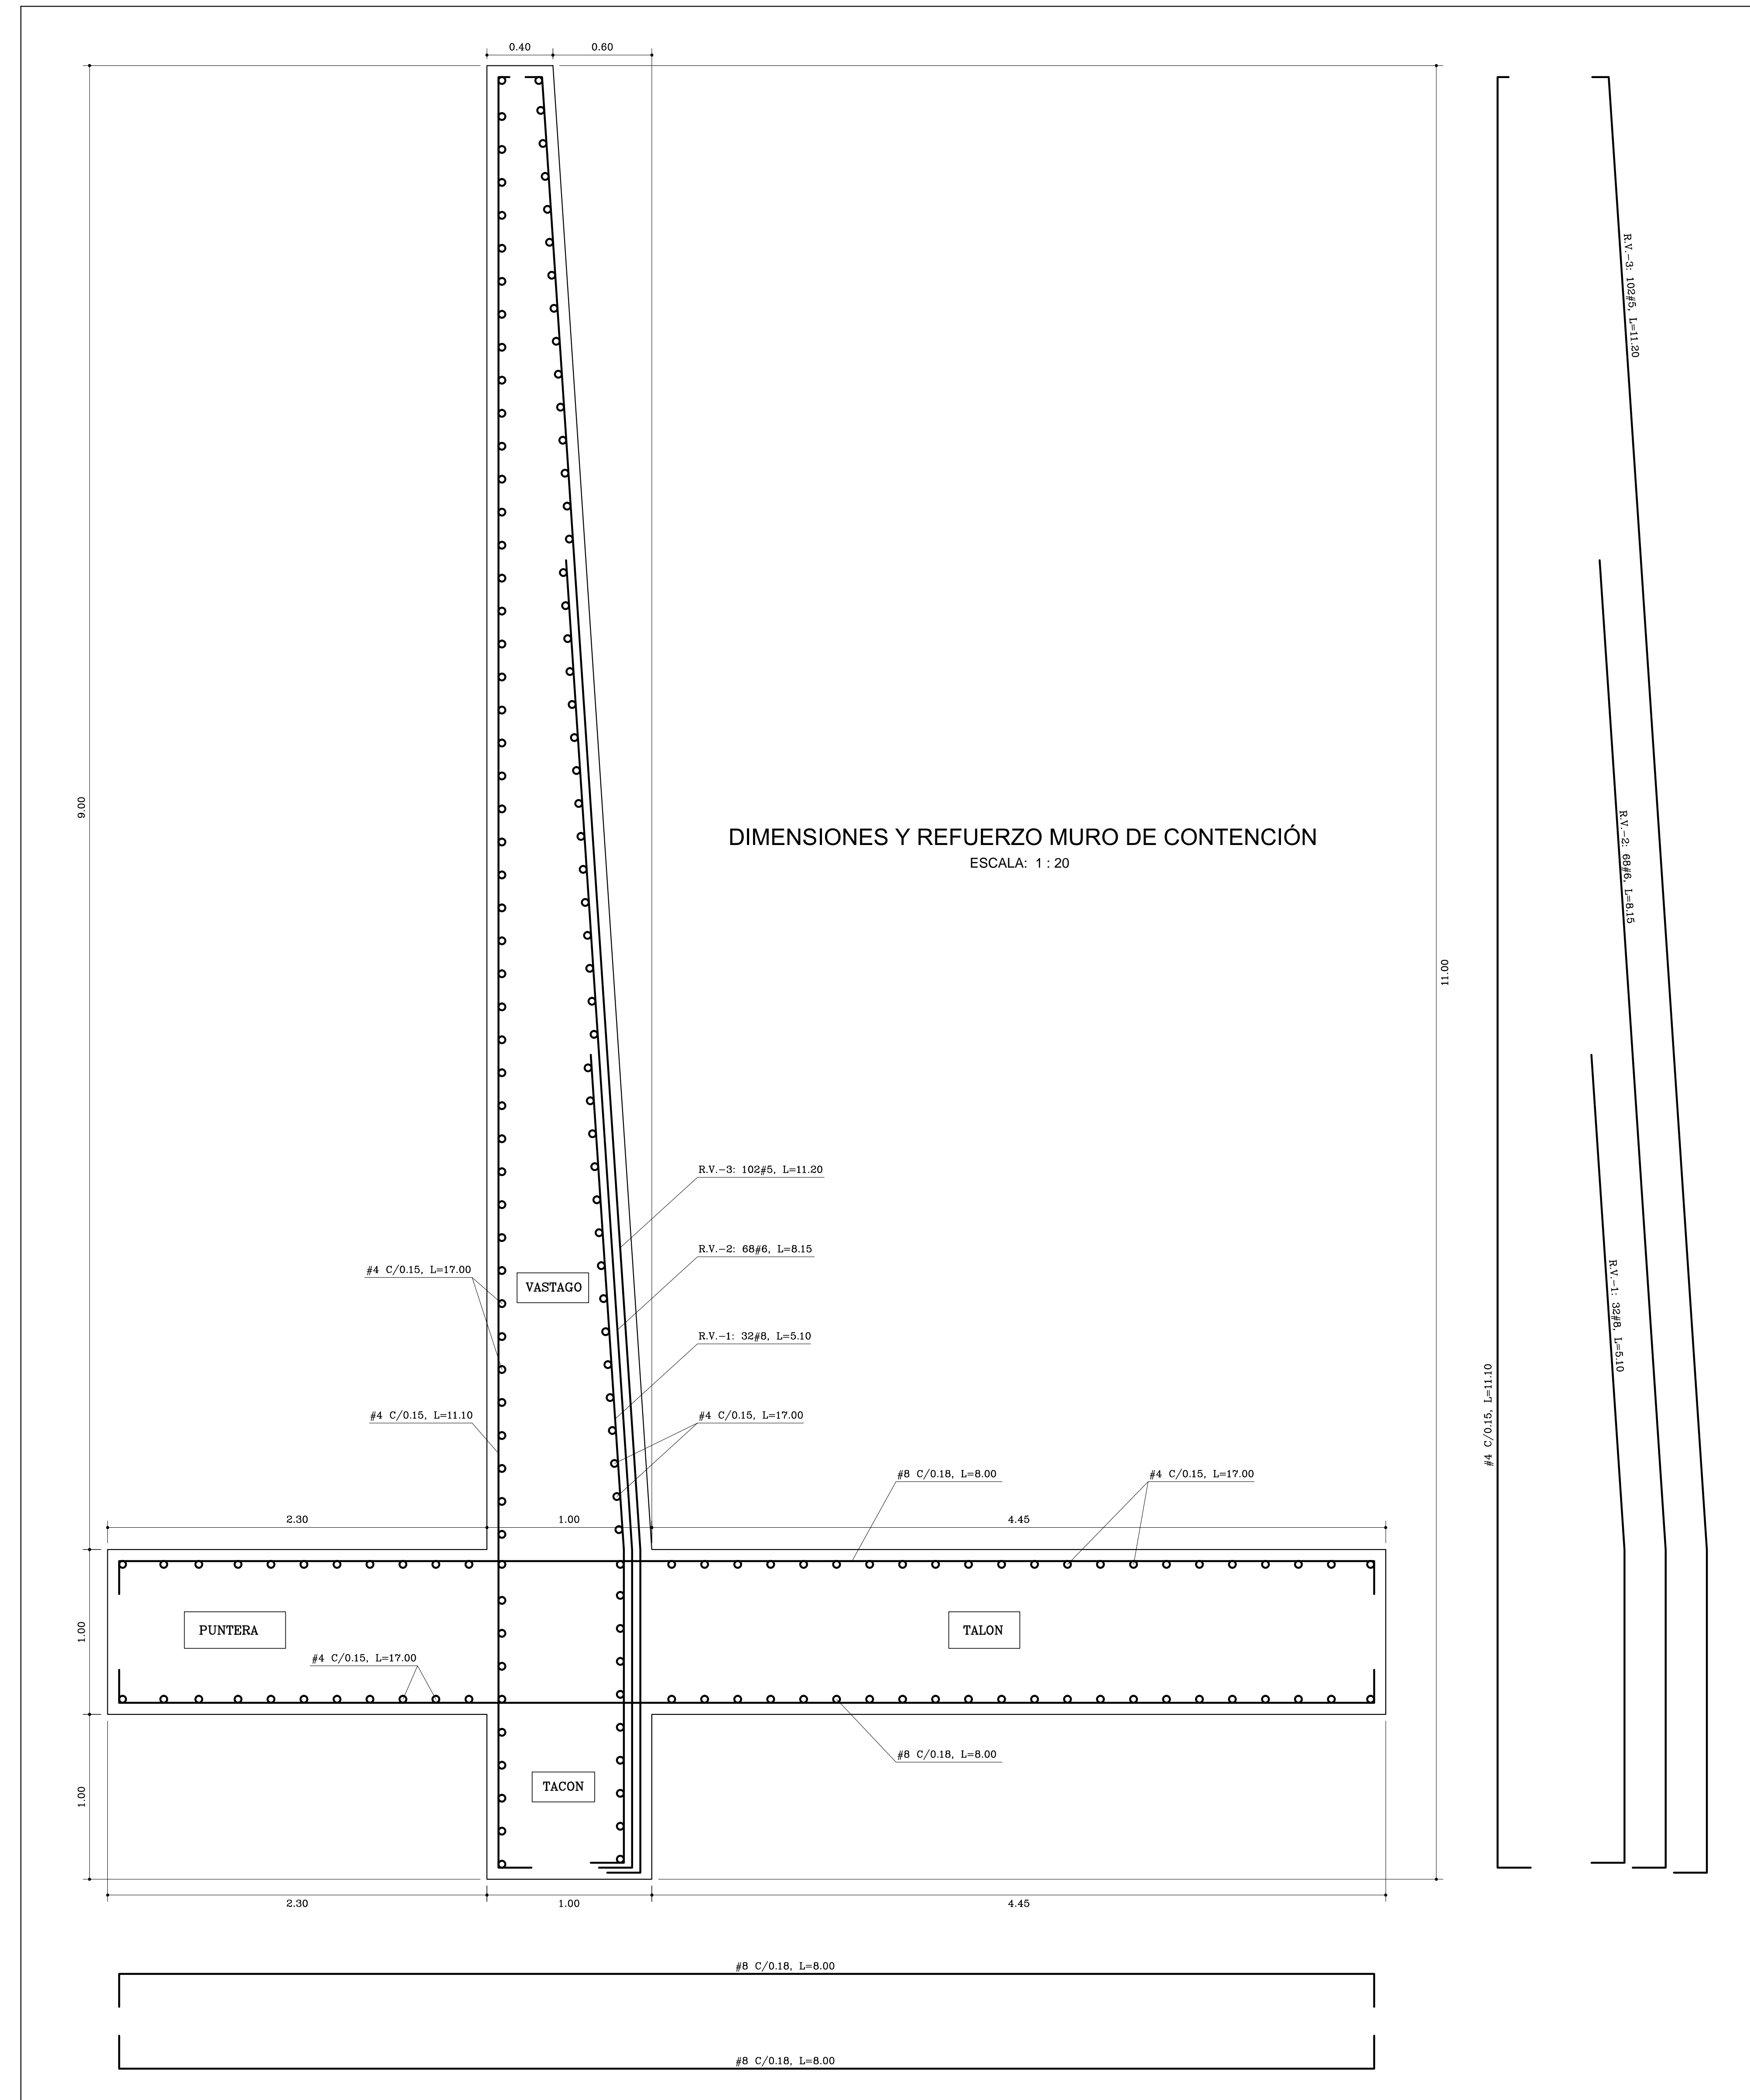 0.40
0.60
R.V.-3: 102#5, L=11.20
9.00
DIMENSIONES Y REFUERZO MURO DE CONTENCIÓN
ESCALA: 1 : 20
R.V.-2: 68#6, L=8.15
11.00
R.V.-3: 102#5, L=11.20
R.V.-2: 68#6, L=8.15
#4 C/0.15, L=17.00
VASTAGO
R.V.-1: 32#8, L=5.10
R.V.-1: 32#8, L=5.10
#4 C/0.15, L=11.10
#4 C/0.15, L=11.10
#4 C/0.15, L=17.00
#8 C/0.18, L=8.00
#4 C/0.15, L=17.00
2.30
1.00
4.45
1.00
PUNTERA
TALON
#4 C/0.15, L=17.00
#8 C/0.18, L=8.00
1.00
TACON
2.30
1.00
4.45
#8 C/0.18, L=8.00
#8 C/0.18, L=8.00